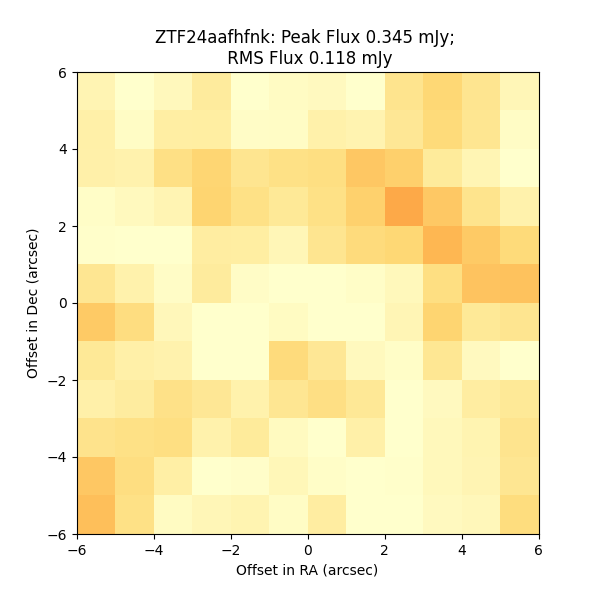 ZTF24aafhfnk: Peak Flux 0.345 mJy;
RMS Flux 0.118 mJy
6
4
2
0
−2
−4
−6
Offset in Dec (arcsec)
−6 −4 −2 0 2 4 6
Offset in RA (arcsec)